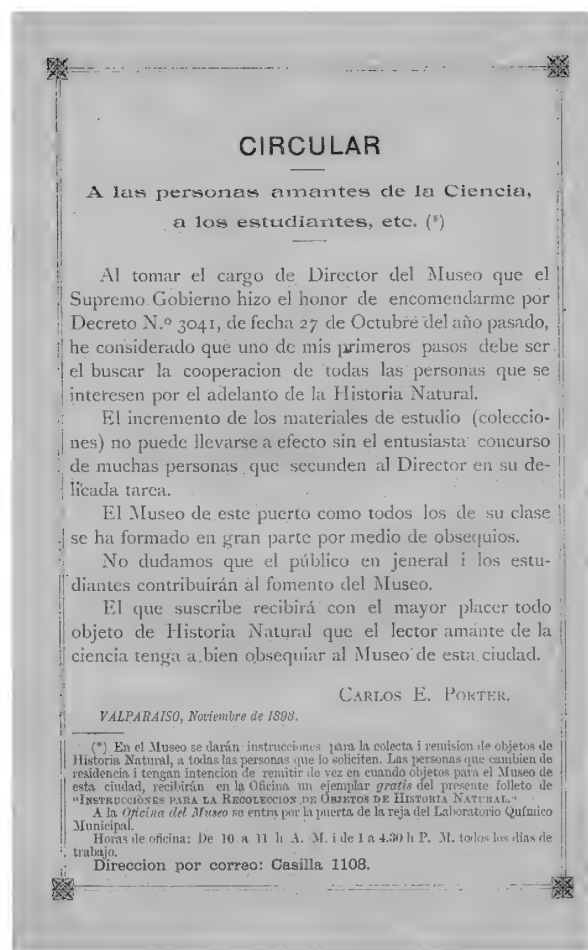 CIRCULAR
A las personas amantes de la Ciencia,
a los estudiantes, etc. (*)
Al tomar el cargo de Director del Museo que el
Supremo Gobierno hizo el honor de encomendarme por
Decreto N.º 3041, de fecha 27 de Octubre del año pasado,
he considerado que uno de mis primeros pasos debe ser
el buscar la cooperacion de todas las personas que se
interesen por el adelanto de la Historia Natural.
El incremento de los materiales de estudio (coleccio-
nes) no puede llevarse a efecto sin el entusiasta concurso
de muchas personas que secunden al Director en su de-
licada tarea.
El Museo de este puerto como todos los de su clase
se ha formado en gran parte por medio de obsequios.
No dudamos que el público en jeneral i los estu-
diantes contribuirán al fomento del Museo.
El que suscribe recibirá con el mayor placer todo
objeto de Historia Natural que el lector amante de la
ciencia tenga a bien obsequiar al Museo de esta ciudad.
CARLOS E. PORTER.
VALPARAISO, Noviembre de 1898.
(*) En el Museo se darán instrucciones para la colecta i remision de objetos de
Historia Natural, a todas las personas que lo soliciten. Las personas que cambien de
residencia i tengan intencion de remitir de vez en cuando objetos para el Museo de
esta ciudad, recibirán en la Oficina un ejemplar gratis del presente folleto de
"INSTRUCCIONES PARA LA RECOLECCION DE OBJETOS DE HISTORIA NATURAL."
A la Oficina del Museo se entra por la puerta de la reja del Laboratorio Químico
Municipal.
Horas de oficina: De 10 a 11 h A. M. i de 1 a 4.30 h P. M. todos los dias de
trabajo.
Direccion por correo: Casilla 1108.